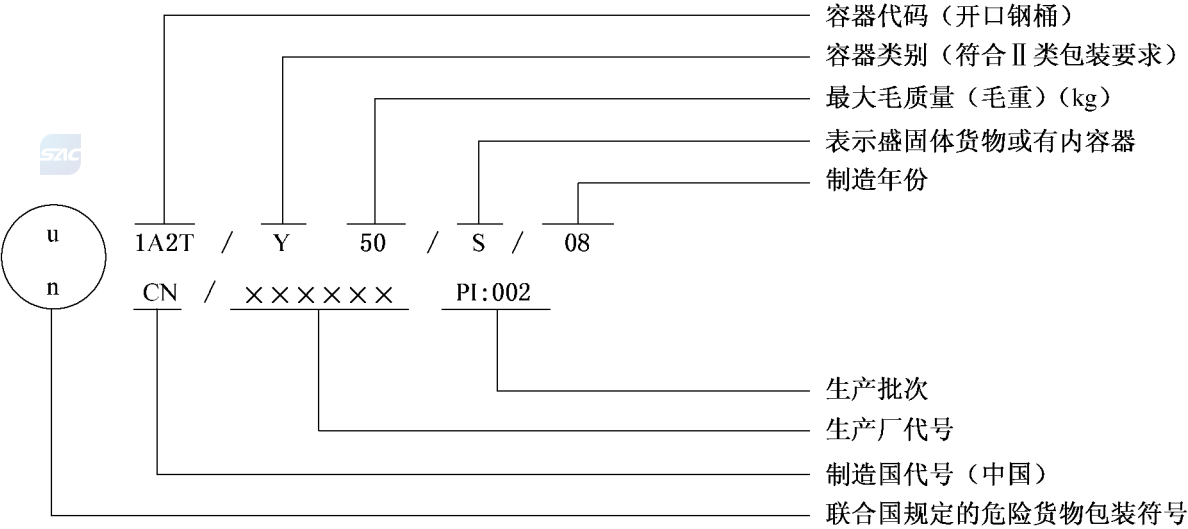 容器代码（开口钢桶）
容器类别（符合Ⅱ类包装要求）
最大毛质量（毛重）（kg）
表示盛固体货物或有内容器
制造年份
SAC
u
n
1A2T / Y 50 / S / 08
CN / ×××××× PI:002
生产批次
生产厂代号
制造国代号（中国）
联合国规定的危险货物包装符号